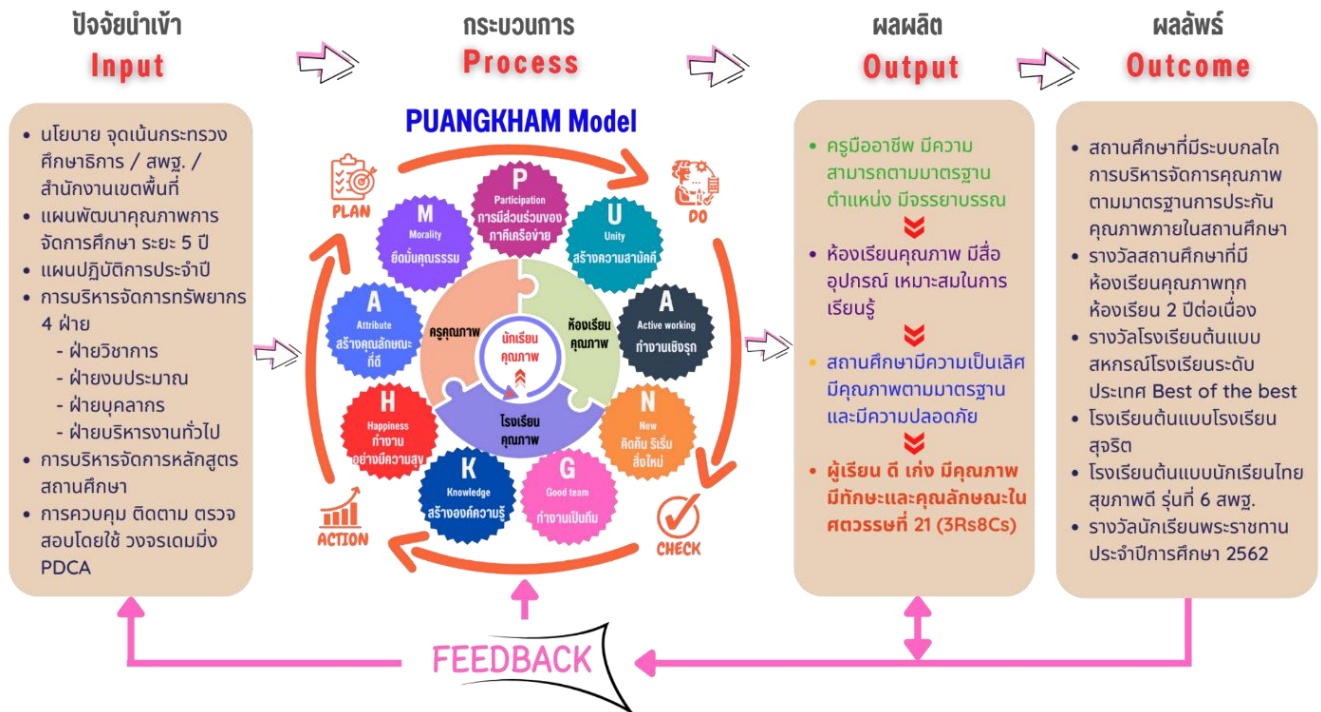 ปัจจัยนำเข้า
Input
กระบวนการ
Process
ผลผลิต
Output
ผลลัพธ์
Outcome
• นโยบาย จุดเน้นกระทรวง
ศึกษาธิการ / สพฐ. /
สำนักงานเขตพื้นที่
• แผนพัฒนาคุณภาพการ
จัดการศึกษา ระยะ 5 ปี
• แผนปฏิบัติการประจำปี
• การบริหารจัดการทรัพยากร
4 ฝ่าย
- ฝ่ายวิชาการ
- ฝ่ายงบประมาณ
- ฝ่ายบุคลากร
- ฝ่ายบริหารงานทั่วไป
• การบริหารจัดการหลักสูตร
สถานศึกษา
• การควบคุม ติดตาม ตรวจ
สอบโดยใช้ วงจรเดมมิ่ง
PDCA
PUANGKHAM Model
PLAN
DO
CHECK
ACTION
P
Participation
การมีส่วนร่วมของ
ภาคีเครือข่าย
U
Unity
สร้างความสามัคคี
A
Active working
ทำงานเชิงรุก
N
New
คิดค้น ริเริ่ม
สิ่งใหม่
G
Good team
ทำงานเป็นทีม
K
Knowledge
สร้างองค์ความรู้
H
Happiness
ทำงาน
อย่างมีความสุข
A
Attribute
สร้างคุณลักษณะ
ที่ดี
M
Morality
ยึดมั่นคุณธรรม
ครูคุณภาพ
ห้องเรียน
คุณภาพ
โรงเรียน
คุณภาพ
นักเรียน
คุณภาพ
• ครูมืออาชีพ มีความ
สามารถตามมาตรฐาน
ตำแหน่ง มีจรรยาบรรณ
• ห้องเรียนคุณภาพ มีสื่อ
อุปกรณ์ เหมาะสมในการ
เรียนรู้
• สถานศึกษามีความเป็นเลิศ
มีคุณภาพตามมาตรฐาน
และมีความปลอดภัย
• ผู้เรียน ดี เก่ง มีคุณภาพ
มีทักษะและคุณลักษณะใน
ศตวรรษที่ 21 (3Rs8Cs)
• สถานศึกษาที่มีระบบกลไก
การบริหารจัดการคุณภาพ
ตามมาตรฐานการประกัน
คุณภาพภายในสถานศึกษา
• รางวัลสถานศึกษาที่มี
ห้องเรียนคุณภาพทุก
ห้องเรียน 2 ปีต่อเนื่อง
• รางวัลโรงเรียนต้นแบบ
สหกรณ์โรงเรียนระดับ
ประเทศ Best of the best
• โรงเรียนต้นแบบโรงเรียน
สุจริต
• โรงเรียนต้นแบบนักเรียนไทย
สุขภาพดี รุ่นที่ 6 สพฐ.
• รางวัลนักเรียนพระราชทาน
ประจำปีการศึกษา 2562
FEEDBACK